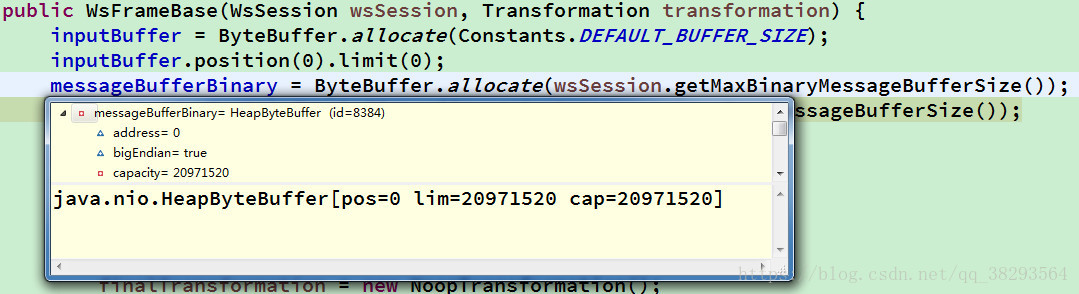 public WsFrameBase(WsSession wsSession, Transformation transformation) {
inputBuffer = ByteBuffer.allocate(Constants.DEFAULT_BUFFER_SIZE);
inputBuffer.position(0).limit(0);
messageBufferBinary = ByteBuffer.allocate(wsSession.getMaxBinaryMessageBufferSize());
ssageBufferSize());
messageBufferBinary= HeapByteBuffer (id=8384)
address= 0
bigEndian= true
capacity= 20971520
java.nio.HeapByteBuffer[pos=0 lim=20971520 cap=20971520]
finalTransformation = new NoopTransformation();
https://blog.csdn.net/qq_38293564